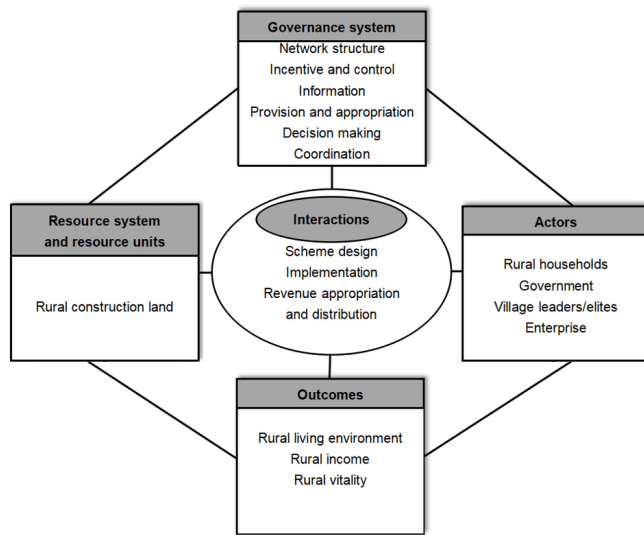 Governance system
Network structure
Incentive and control
Information
Provision and appropriation
Decision making
Coordination
Resource system
and resource units
Rural construction land
Interactions
Scheme design
Implementation
Revenue appropriation
and distribution
Actors
Rural households
Government
Village leaders/elites
Enterprise
Outcomes
Rural living environment
Rural income
Rural vitality